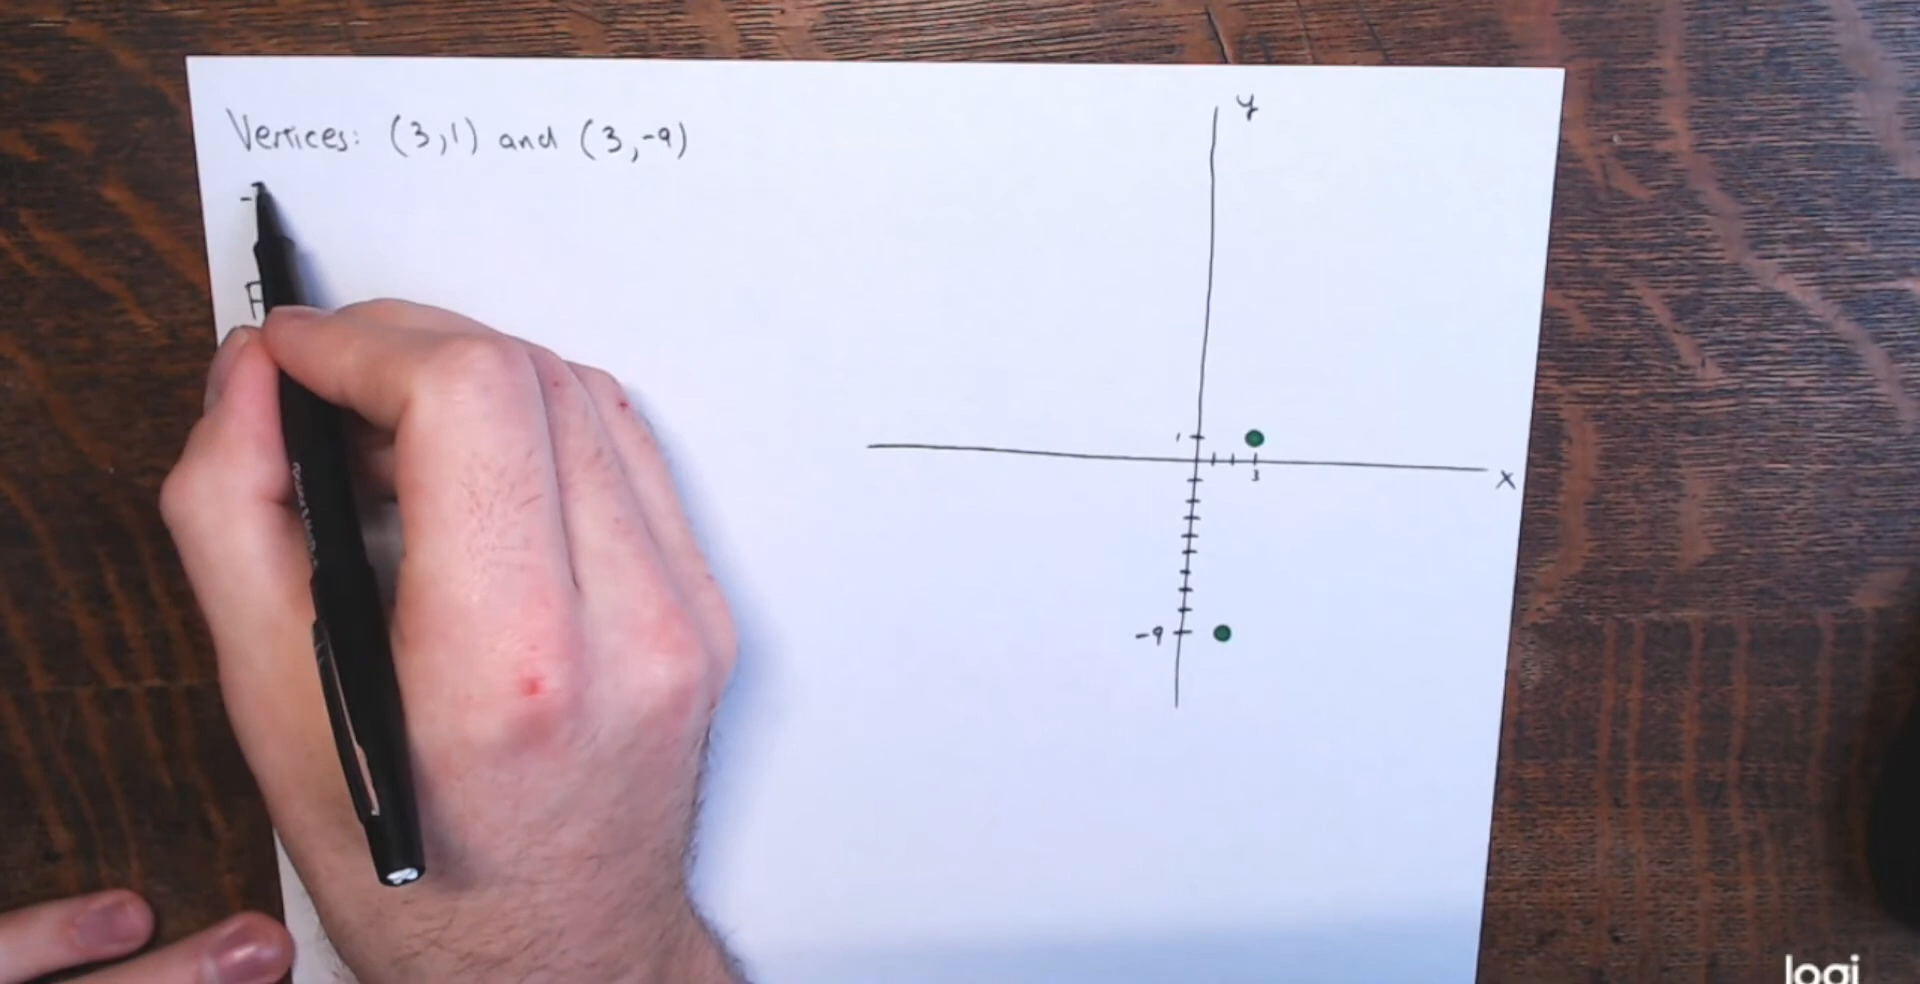 Vertices: (3,1) and (3,-9)
-
F
y
1
3
x
-9
logi